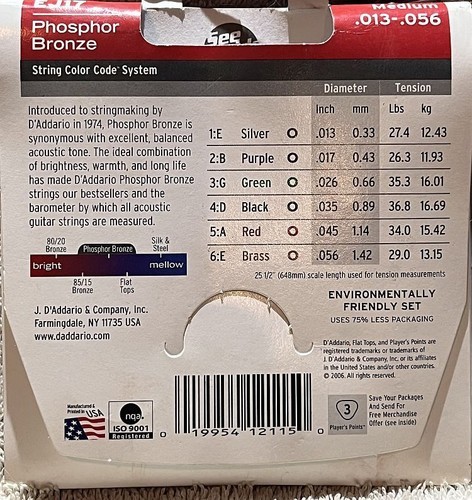 EJ17
Medium
Phosphor
Bronze
.013-.056
See
String Color Code™ System
Diameter Tension
Inch mm Lbs kg
1:E Silver O .013 0.33 27.4 12.43
2:B Purple O .017 0.43 26.3 11.93
3:G Green O .026 0.66 35.3 16.01
4:D Black O .035 0.89 36.8 16.69
5:A Red O .045 1.14 34.0 15.42
6:E Brass O .056 1.42 29.0 13.15
25 1/2" (648mm) scale length used for tension measurements
Introduced to stringmaking by
D'Addario in 1974, Phosphor Bronze is
synonymous with excellent, balanced
acoustic tone. The ideal combination
of brightness, warmth, and long life
has made D'Addario Phosphor Bronze
strings our bestsellers and the
barometer by which all acoustic
guitar strings are measured.
80/20
Bronze
Phosphor Bronze
Silk &
Steel
bright mellow
85/15
Bronze
Flat
Tops
J. D'Addario & Company, Inc.
Farmingdale, NY 11735 USA
www.daddario.com
ENVIRONMENTALLY
FRIENDLY SET
USES 75% LESS PACKAGING
D'Addario, Flat Tops, and Player's Points are
registered trademarks or trademarks of
J. D'Addario & Company, Inc. or its affiliates
in the United States and/or other countries.
© 2006. All rights reserved.
Manufactured &
Printed in USA
nqa.
ISO 9001
Registered
0 19954 12115 0
3
Player's Points™
Save Your Packages
And Send For
Free Merchandise
Offer (see inside)